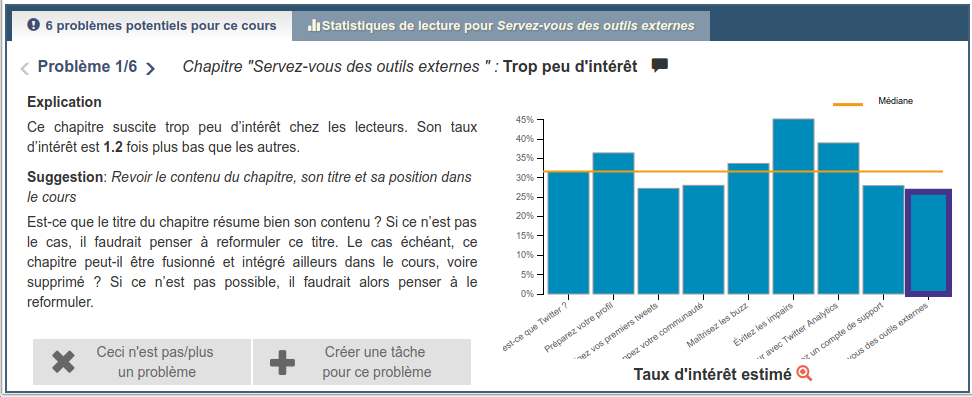 6 problèmes potentiels pour ce cours
Statistiques de lecture pour Servez-vous des outils externes
Problème 1/6
Chapitre "Servez-vous des outils externes " : Trop peu d'intérêt
Explication
Ce chapitre suscite trop peu d'intérêt chez les lecteurs. Son taux
d'intérêt est 1.2 fois plus bas que les autres.
Suggestion: Revoir le contenu du chapitre, son titre et sa position dans
le cours
Est-ce que le titre du chapitre résume bien son contenu ? Si ce n'est pas
le cas, il faudrait penser à reformuler ce titre. Le cas échéant, ce
chapitre peut-il être fusionné et intégré ailleurs dans le cours, voire
supprimé ? Si ce n'est pas possible, il faudrait alors penser à le
reformuler.
Ceci n'est pas/plus
un problème
Créer une tâche
pour ce problème
Médiane
45%
40%
35%
30%
25%
20%
15%
10%
5%
0%
est-ce que Twitter ?
Préparez votre profil
vos premiers tweets
votre communauté
Maîtrisez les buzz
Évitez les impairs
avec Twitter Analytics
un compte de support
vous des outils externes
Taux d'intérêt estimé